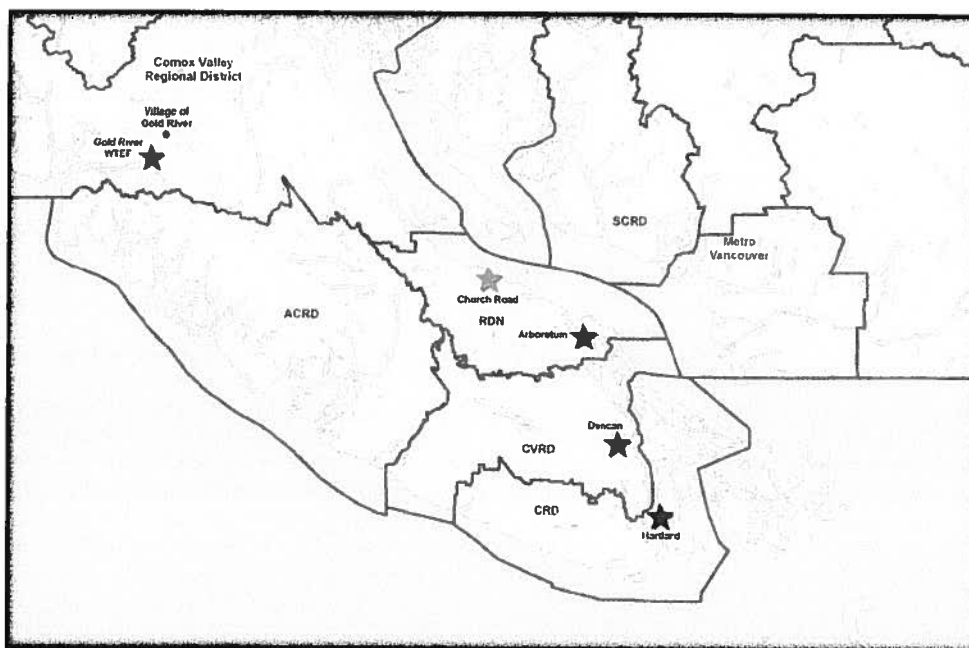 Comox Valley
Regional District
Village of
Gold River
Gold River
WTEF
SCRD
Metro
Vancouver
Church Road
ACRD
RDN
Arboretum
Duncan
CVRD
CRD
Hartland